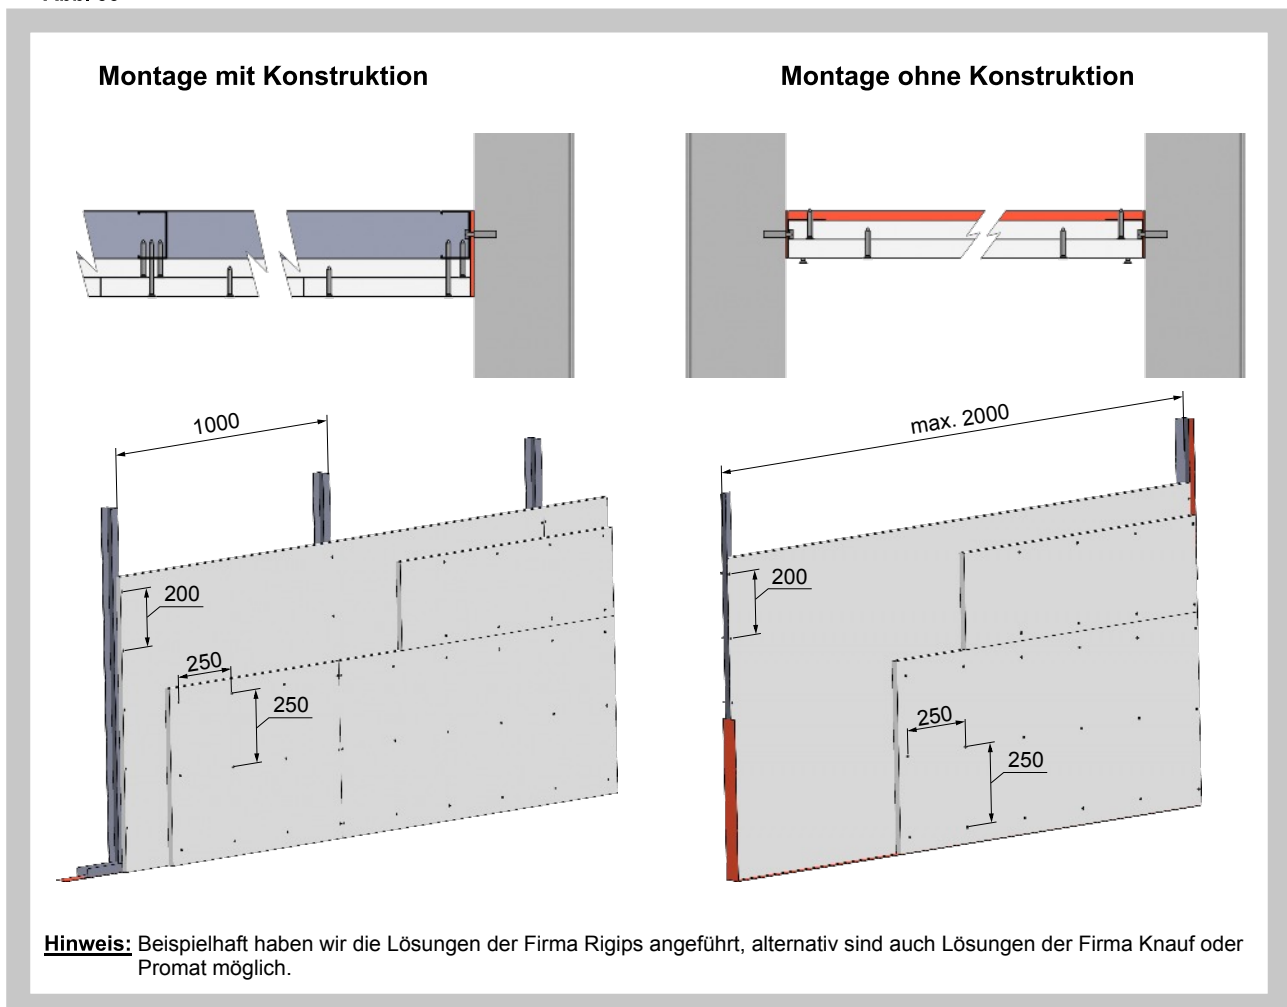 Montage mit Konstruktion
Montage ohne Konstruktion
1000
200
250
250
max. 2000
200
250
250
Hinweis: Beispielhaft haben wir die Lösungen der Firma Rigips angeführt, alternativ sind auch Lösungen der Firma Knauf oder
Promat möglich.